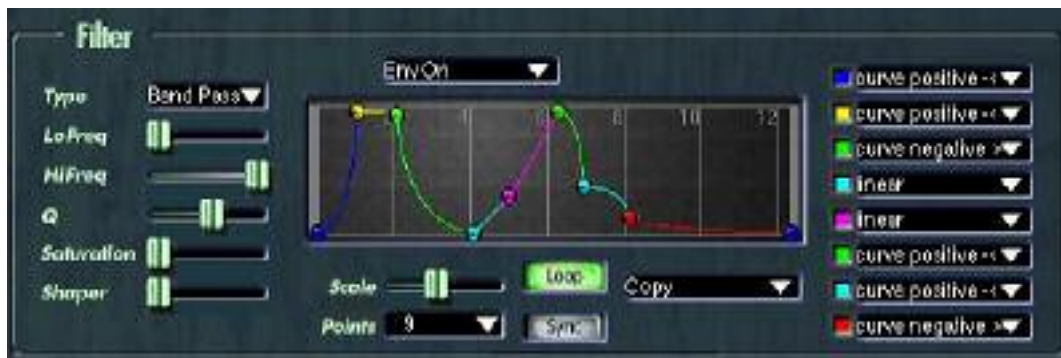 Filter
EnvOn
Type Band Pass
LoFreq
HiFreq
Q
Saturation
Shaper
4 6 8 10 12
Scale Loop Copy
Points 9 Sync
curve positive -<
curve positive -<
curve negative >
linear
linear
curve positive -<
curve positive -<
curve negative >